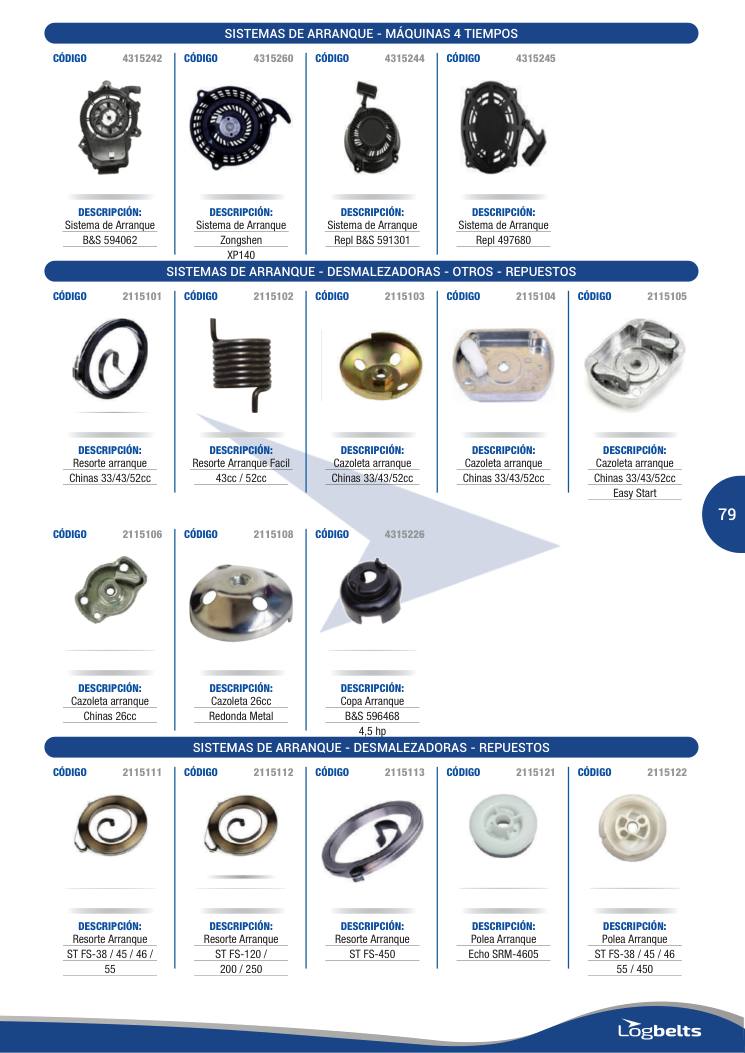 SISTEMAS DE ARRANQUE - MÁQUINAS 4 TIEMPOS
CÓDIGO 4315242
DESCRIPCIÓN:
Sistema de Arranque
B&S 594062
CÓDIGO 4315260
DESCRIPCIÓN:
Sistema de Arranque
Zongshen
XP140
CÓDIGO 4315244
DESCRIPCIÓN:
Sistema de Arranque
Repl B&S 591301
CÓDIGO 4315245
DESCRIPCIÓN:
Sistema de Arranque
Repl 497680
SISTEMAS DE ARRANQUE - DESMALEZADORAS - OTROS - REPUESTOS
CÓDIGO 2115101
DESCRIPCIÓN:
Resorte arranque
Chinas 33/43/52cc
CÓDIGO 2115102
DESCRIPCIÓN:
Resorte Arranque Facil
43cc / 52cc
CÓDIGO 2115103
DESCRIPCIÓN:
Cazoleta arranque
Chinas 33/43/52cc
CÓDIGO 2115104
DESCRIPCIÓN:
Cazoleta arranque
Chinas 33/43/52cc
CÓDIGO 2115105
DESCRIPCIÓN:
Cazoleta arranque
Chinas 33/43/52cc
Easy Start
79
CÓDIGO 2115106
DESCRIPCIÓN:
Cazoleta arranque
Chinas 26cc
CÓDIGO 2115108
DESCRIPCIÓN:
Cazoleta 26cc
Redonda Metal
CÓDIGO 4315226
DESCRIPCIÓN:
Copa Arranque
B&S 596468
4,5 hp
SISTEMAS DE ARRANQUE - DESMALEZADORAS - REPUESTOS
CÓDIGO 2115111
DESCRIPCIÓN:
Resorte Arranque
ST FS-38 / 45 / 46 /
55
CÓDIGO 2115112
DESCRIPCIÓN:
Resorte Arranque
ST FS-120 /
200 / 250
CÓDIGO 2115113
DESCRIPCIÓN:
Resorte Arranque
ST FS-450
CÓDIGO 2115121
DESCRIPCIÓN:
Polea Arranque
Echo SRM-4605
CÓDIGO 2115122
DESCRIPCIÓN:
Polea Arranque
ST FS-38 / 45 / 46
55 / 450
Logbelts